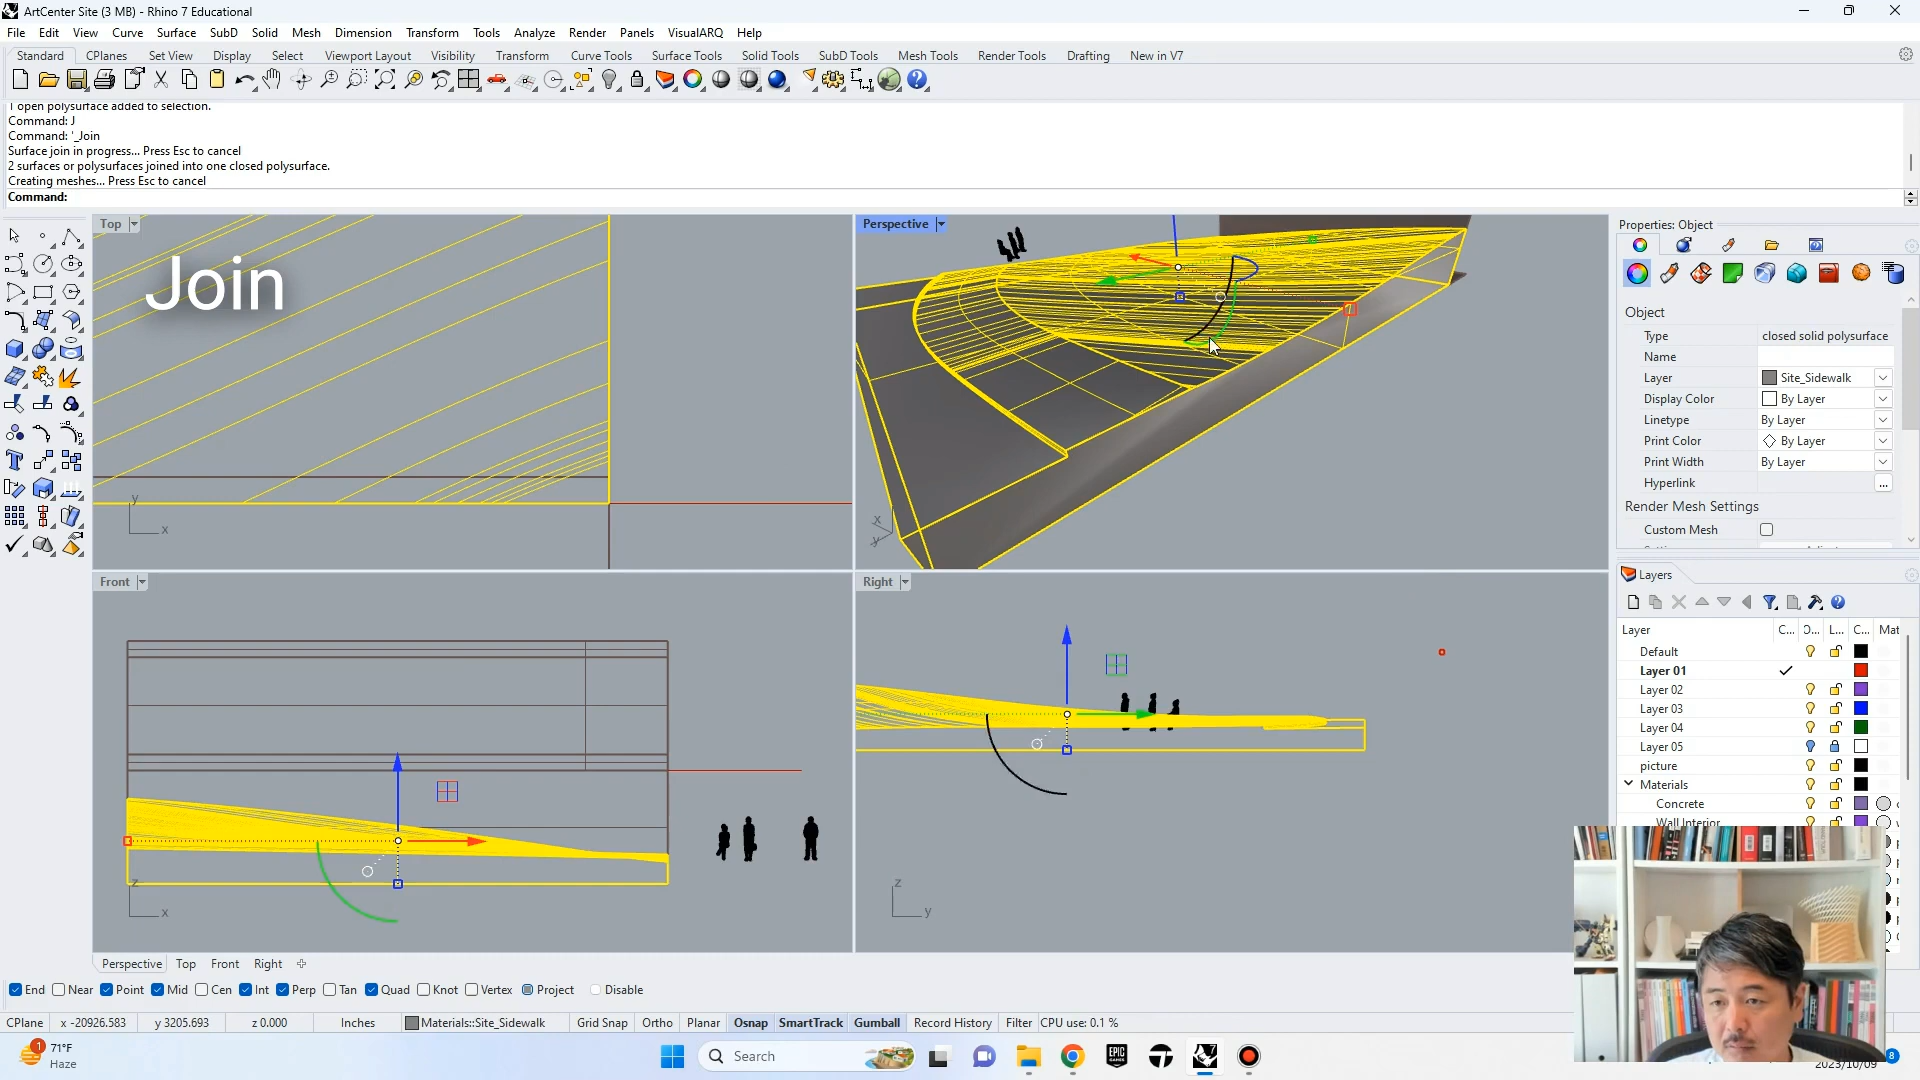 ArtCenter Site (3 MB) - Rhino 7 Educational
File Edit View Curve Surface SubD Solid Mesh Dimension Transform Tools Analyze Render Panels VisualARQ Help
Standard CPlanes Set View Display Select Viewport Layout Visibility Transform Curve Tools Surface Tools Solid Tools SubD Tools Mesh Tools Render Tools Drafting New in V7
1 open polysurface added to selection.
Command: J
Command: '_Join
Surface join in progress... Press Esc to cancel
2 surfaces or polysurfaces joined into one closed polysurface.
Creating meshes... Press Esc to cancel
Command:
Top
Join
y
x
Perspective
x
y
Front
z
x
Right
z
y
Properties: Object
Object
Type closed solid polysurface
Name
Layer Site_Sidewalk
Display Color By Layer
Linetype By Layer
Print Color By Layer
Print Width By Layer
Hyperlink ...
Render Mesh Settings
Custom Mesh
Layers
Layer C... O... L... C... Mat
Default
Layer 01
Layer 02
Layer 03
Layer 04
Layer 05
picture
Materials
Concrete
Wall Interior
Perspective Top Front Right
End Near Point Mid Cen Int Perp Tan Quad Knot Vertex Project Disable
CPlane x -20926.583 y 3205.693 z 0.000 Inches Materials::Site_Sidewalk Grid Snap Ortho Planar Osnap SmartTrack Gumball Record History Filter CPU use: 0.1 %
1
71°F
Haze
Search
EPIC GAMES
7
2023/10/09
8